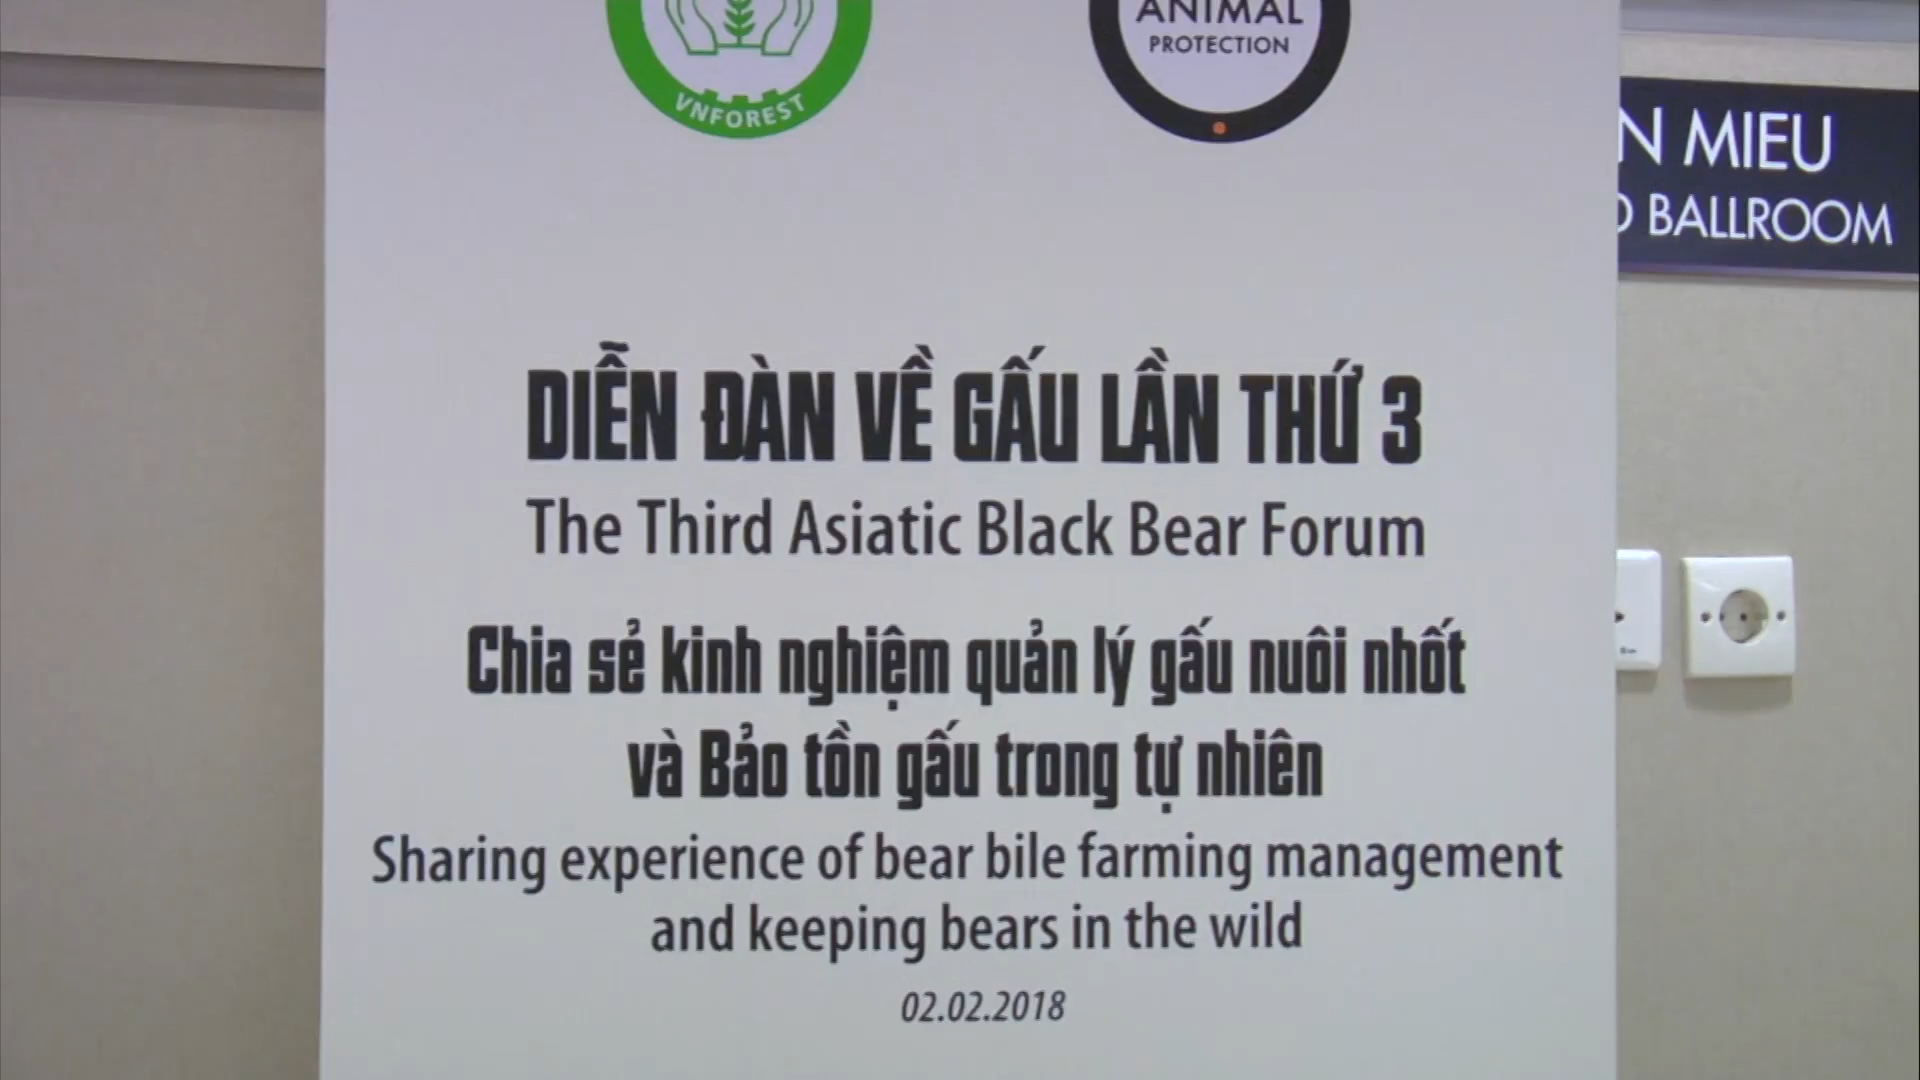 VNFOREST
ANIMAL
PROTECTION
N MIEU
BALLROOM
DIỄN ĐÀN VỀ GẤU LẦN THỨ 3
The Third Asiatic Black Bear Forum
Chia sẻ kinh nghiệm quản lý gấu nuôi nhốt
và Bảo tồn gấu trong tự nhiên
Sharing experience of bear bile farming management
and keeping bears in the wild
02.02.2018